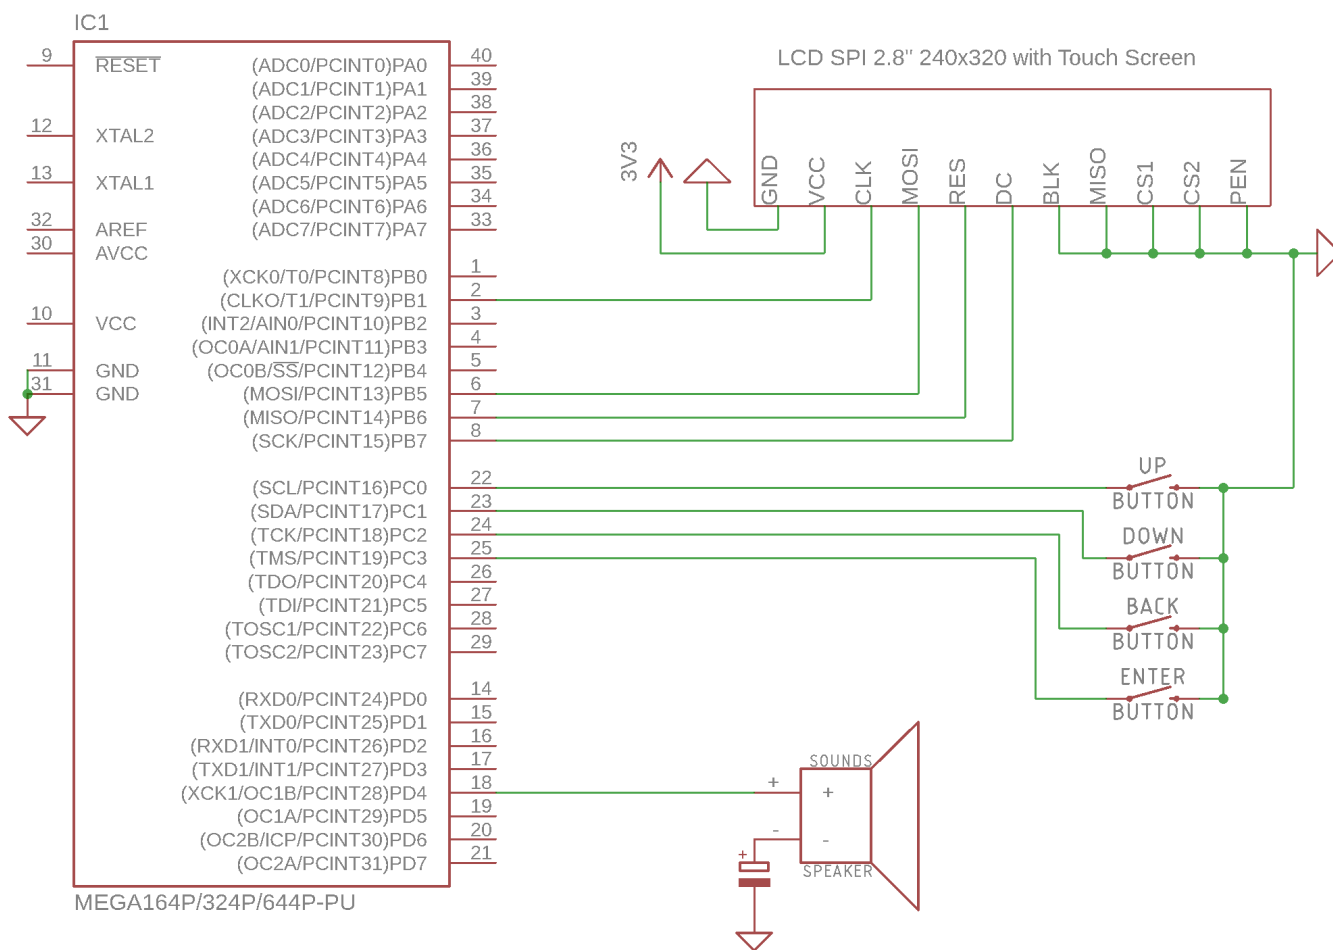 IC1
9 RESET (ADC0/PCINT0)PA0 40
(ADC1/PCINT1)PA1 39
(ADC2/PCINT2)PA2 38
12 XTAL2 (ADC3/PCINT3)PA3 37
(ADC4/PCINT4)PA4 36
13 XTAL1 (ADC5/PCINT5)PA5 35
(ADC6/PCINT6)PA6 34
32 AREF (ADC7/PCINT7)PA7 33
30 AVCC
(XCK0/T0/PCINT8)PB0 1
(CLKO/T1/PCINT9)PB1 2
10 VCC (INT2/AIN0/PCINT10)PB2 3
(OC0A/AIN1/PCINT11)PB3 4
11 GND (OC0B/SS/PCINT12)PB4 5
31 GND (MOSI/PCINT13)PB5 6
(MISO/PCINT14)PB6 7
(SCK/PCINT15)PB7 8
(SCL/PCINT16)PC0 22
(SDA/PCINT17)PC1 23
(TCK/PCINT18)PC2 24
(TMS/PCINT19)PC3 25
(TDO/PCINT20)PC4 26
(TDI/PCINT21)PC5 27
(TOSC1/PCINT22)PC6 28
(TOSC2/PCINT23)PC7 29
(RXD0/PCINT24)PD0 14
(TXD0/PCINT25)PD1 15
(RXD1/INT0/PCINT26)PD2 16
(TXD1/INT1/PCINT27)PD3 17
(XCK1/OC1B/PCINT28)PD4 18
(OC1A/PCINT29)PD5 19
(OC2B/ICP/PCINT30)PD6 20
(OC2A/PCINT31)PD7 21
MEGA164P/324P/644P-PU
LCD SPI 2.8" 240x320 with Touch Screen
3V3
GND
VCC
CLK
MOSI
RES
DC
BLK
MISO
CS1
CS2
PEN
UP
BUTTON
DOWN
BUTTON
BACK
BUTTON
ENTER
BUTTON
SOUNDS
+ +
- -
+
SPEAKER